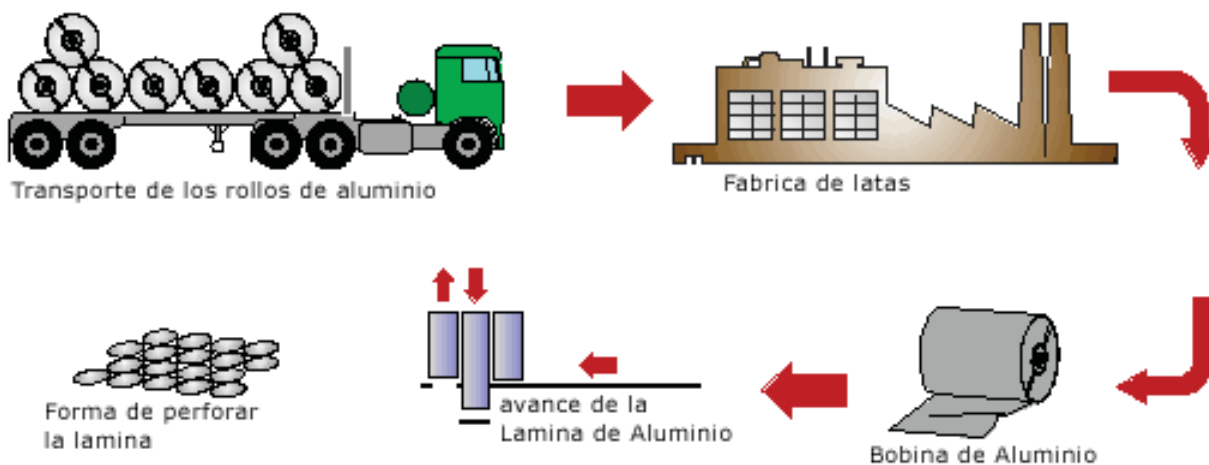 Transporte de los rollos de aluminio
Fabrica de latas
Forma de perforar
la lamina
avance de la
Lamina de Aluminio
Bobina de Aluminio